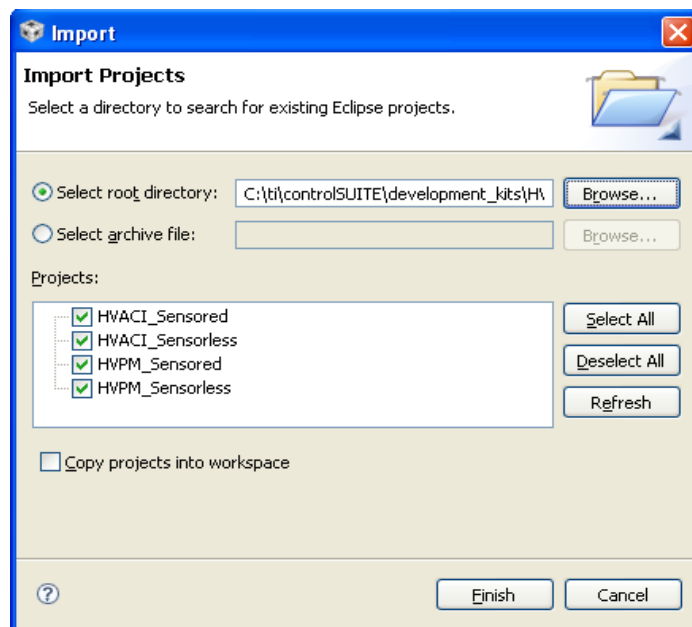 Import
Import Projects
Select a directory to search for existing Eclipse projects.
Select root directory: C:\ti\controlSUITE\development_kits\H\ Browse...
Select archive file: Browse...
Projects:
HVACI_Sensored
HVACI_Sensorless
HVPM_Sensored
HVPM_Sensorless
Select All
Deselect All
Refresh
Copy projects into workspace
? Finish Cancel